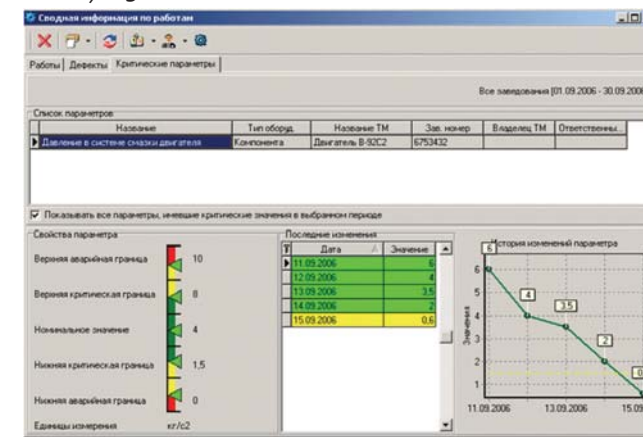 Сводная информация по работам
Работы Дефекты Критические параметры
Все заведования [01.09.2006 - 30.09.2006
Список параметров
Название Тип оборуд. Название ТМ Зав. номер Владелец ТМ Ответственны...
Давление в системе смазки двигателя Компонента Двигатель В-92С2 6753432
Показывать все параметры, имевшие критические значения в выбранном периоде
Свойства параметра
Верхняя аварийная граница 10
Верхняя критическая граница 8
Номинальное значение 4
Нижняя критическая граница 1,5
Нижняя аварийная граница 0
Единицы измерения кг/с2
Последние изменения
Дата Значение
11.09.2006 6
12.09.2006 4
13.09.2006 3,5
14.09.2006 2
15.09.2006 0,6
История изменений параметра
Значения
6
5
4
3
2
1
6
4
3,5
2
0
11.09.2006 13.09.2006 15.09